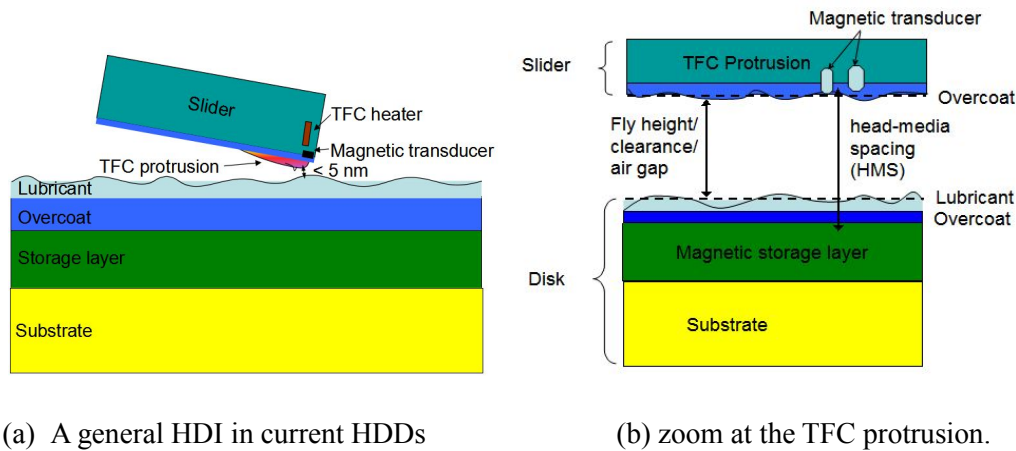 Slider
TFC heater
Magnetic transducer
TFC protrusion
< 5 nm
Lubricant
Overcoat
Storage layer
Substrate
Magnetic transducer
Slider
TFC Protrusion
Overcoat
Fly height/
clearance/
air gap
head-media
spacing
(HMS)
Lubricant
Overcoat
Magnetic storage layer
Disk
Substrate
(a) A general HDI in current HDDs
(b) zoom at the TFC protrusion.